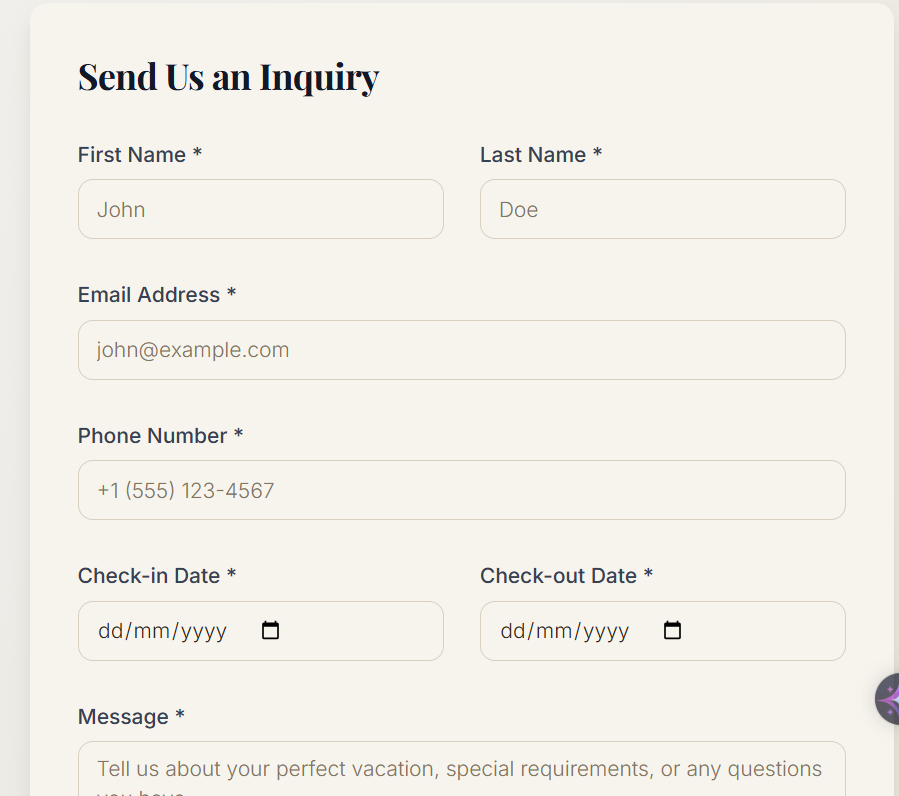 Send Us an Inquiry
First Name *
Last Name *
John
Doe
Email Address *
john@example.com
Phone Number *
+1 (555) 123-4567
Check-in Date *
Check-out Date *
dd/mm/yyyy
dd/mm/yyyy
Message *
Tell us about your perfect vacation, special requirements, or any questions
you have